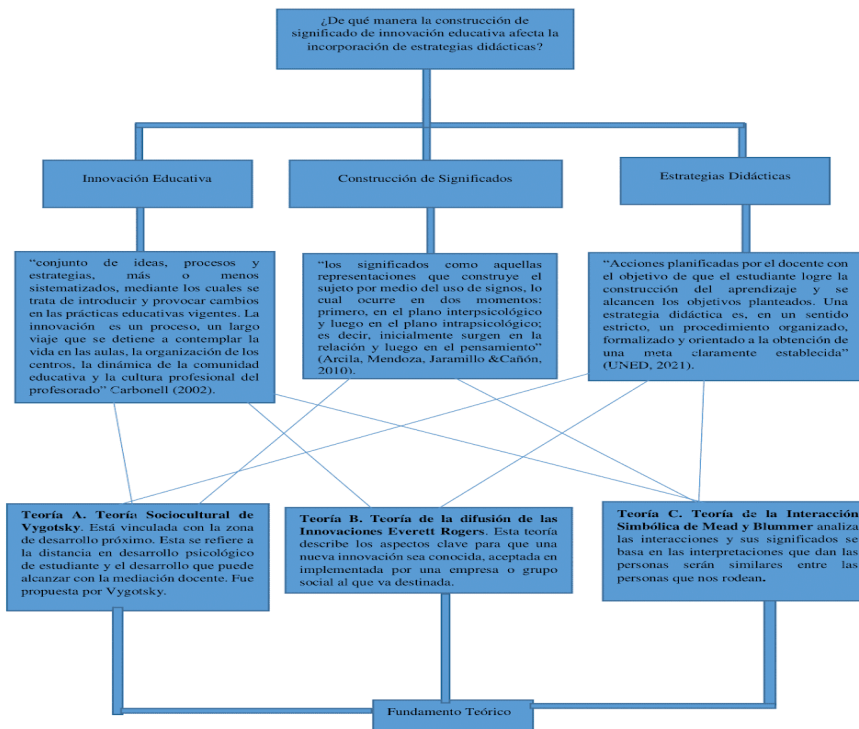 ¿De qué manera la construcción de
significado de innovación educativa afecta la
incorporación de estrategias didácticas?
Innovación Educativa
Construcción de Significados
Estrategias Didácticas
“conjunto de ideas, procesos y
estrategias, más o menos
sistematizados, mediante los cuales se
trata de introducir y provocar cambios
en las prácticas educativas vigentes. La
innovación es un proceso, un largo
viaje que se detiene a contemplar la
vida en las aulas, la organización de los
centros, la dinámica de la comunidad
educativa y la cultura profesional del
profesorado” Carbonell (2002).
“los significados como aquellas
representaciones que construye el
sujeto por medio del uso de signos, lo
cual ocurre en dos momentos:
primero, en el plano interpsicológico
y luego en el plano intrapsicológico;
es decir, inicialmente surgen en la
relación y luego en el pensamiento”
(Arcila, Mendoza, Jaramillo &Cañón,
2010).
“Acciones planificadas por el docente con
el objetivo de que el estudiante logre la
construcción del aprendizaje y se
alcancen los objetivos planteados. Una
estrategia didáctica es, en un sentido
estricto, un procedimiento organizado,
formalizado y orientado a la obtención de
una meta claramente establecida”
(UNED, 2021).
Teoría A. Teoría Sociocultural de
Vygotsky. Está vinculada con la zona
de desarrollo próximo. Esta se refiere a
la distancia en desarrollo psicológico
de estudiante y el desarrollo que puede
alcanzar con la mediación docente. Fue
propuesta por Vygotsky.
Teoría B. Teoría de la difusión de las
Innovaciones Everett Rogers. Esta teoría
describe los aspectos clave para que una
nueva innovación sea conocida, aceptada en
implementada por una empresa o grupo
social al que va destinada.
Teoría C. Teoría de la Interacción
Simbólica de Mead y Blummer analiza
las interacciones y sus significados se
basa en las interpretaciones que dan las
personas serán similares entre las
personas que nos rodean.
Fundamento Teórico